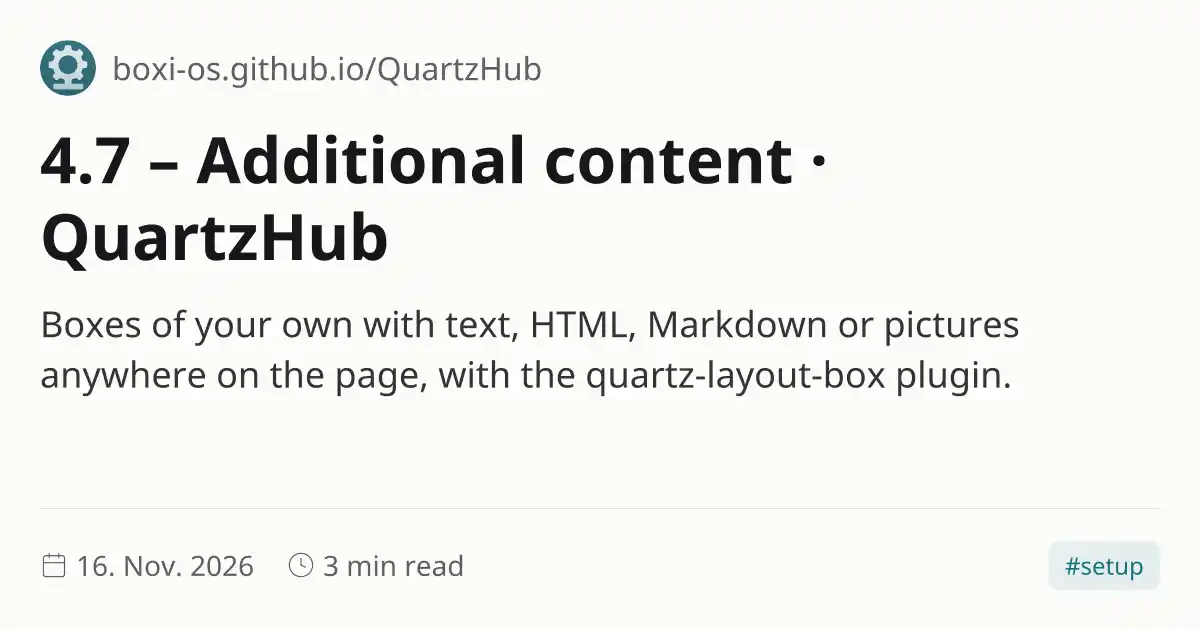 boxi-os.github.io/QuartzHub
4.7 – Additional content ·
QuartzHub
Boxes of your own with text, HTML, Markdown or pictures
anywhere on the page, with the quartz-layout-box plugin.
16. Nov. 2026
3 min read
#setup